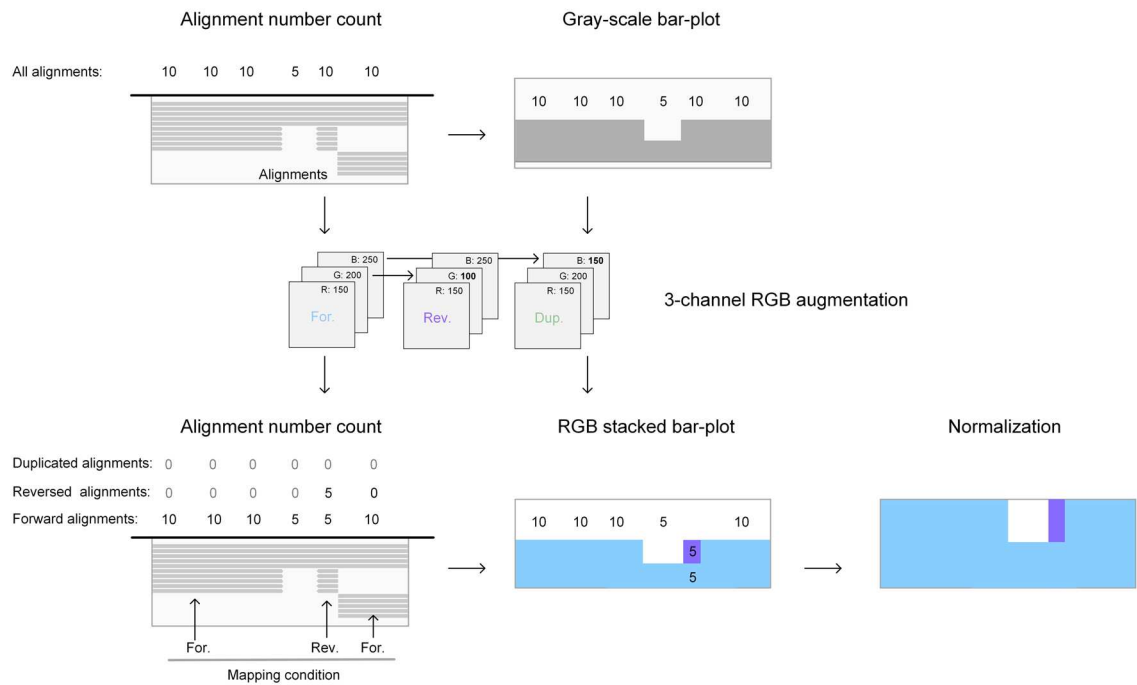 Alignment number count
Gray-scale bar-plot
All alignments: 10 10 10 5 10 10
10 10 10 5 10 10
Alignments
B: 250
G: 200
R: 150
For.
B: 250
G: 100
R: 150
Rev.
B: 150
G: 200
R: 150
Dup.
3-channel RGB augmentation
Alignment number count
RGB stacked bar-plot
Normalization
Duplicated alignments: 0 0 0 0 0 0
Reversed alignments: 0 0 0 0 5 0
Forward alignments: 10 10 10 5 5 10
10 10 10 5 10
5
5
For. Rev. For.
Mapping condition